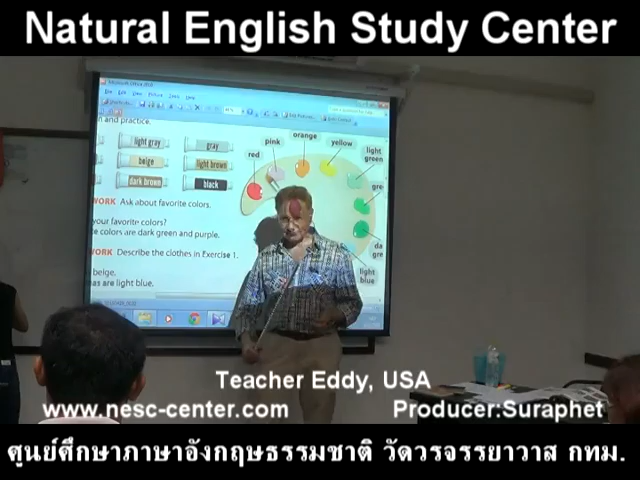 Natural English Study Center
and practice.
light gray
gray
beige
light brown
dark brown
black
red
pink
orange
yellow
light green
WORK Ask about favorite colors.
your favorite colors?
e colors are dark green and purple.
WORK Describe the clothes in Exercise 1.
beige.
as are light blue.
light blue
Teacher Eddy, USA
www.nesc-center.com
Producer:Suraphet
ศูนย์ศึกษาภาษาอังกฤษธรรมชาติ วัดวรจรรยาวาส กทม.